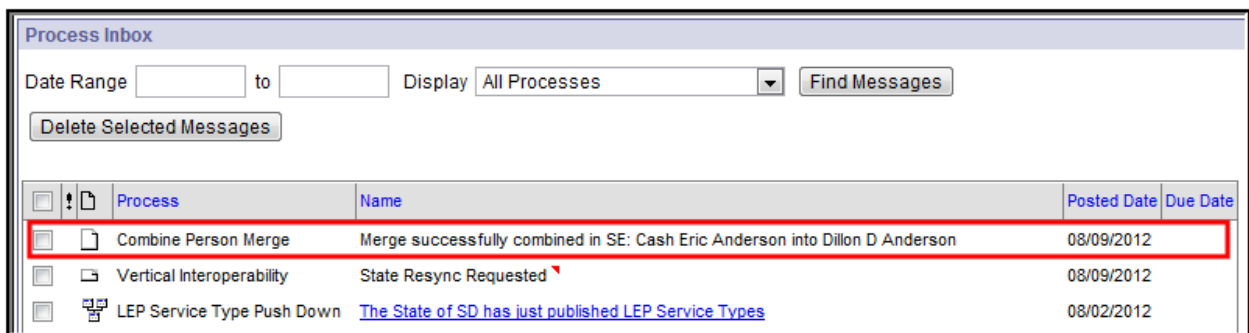 Process Inbox
Date Range to Display All Processes Find Messages
Delete Selected Messages
Process Name Posted Date Due Date
Combine Person Merge Merge successfully combined in SE: Cash Eric Anderson into Dillon D Anderson 08/09/2012
Vertical Interoperability State Resync Requested 08/09/2012
LEP Service Type Push Down The State of SD has just published LEP Service Types 08/02/2012